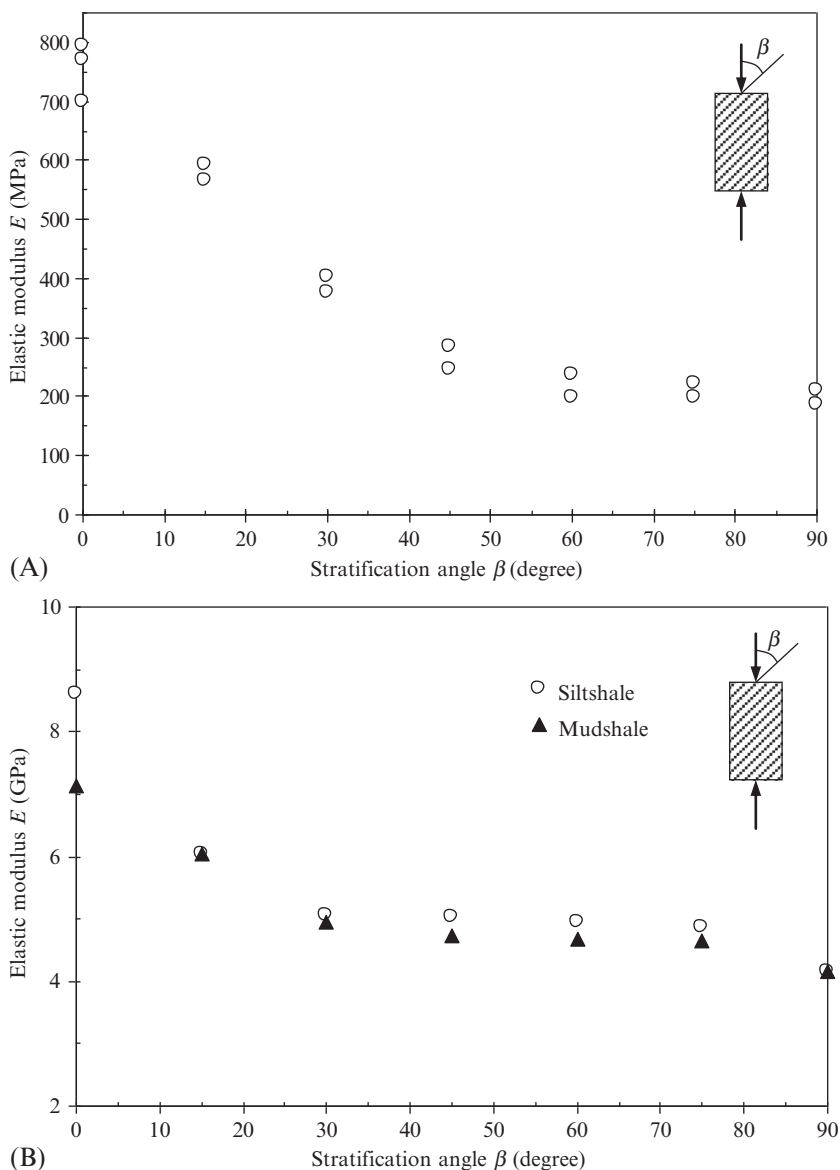 800
700
600
500
400
300
200
100
0
Elastic modulus E (MPa)
β
0 10 20 30 40 50 60 70 80 90
Stratification angle β (degree)
(A)
10
8
6
4
2
Elastic modulus E (GPa)
β
Siltshale
Mudshale
0 10 20 30 40 50 60 70 80 90
Stratification angle β (degree)
(B)